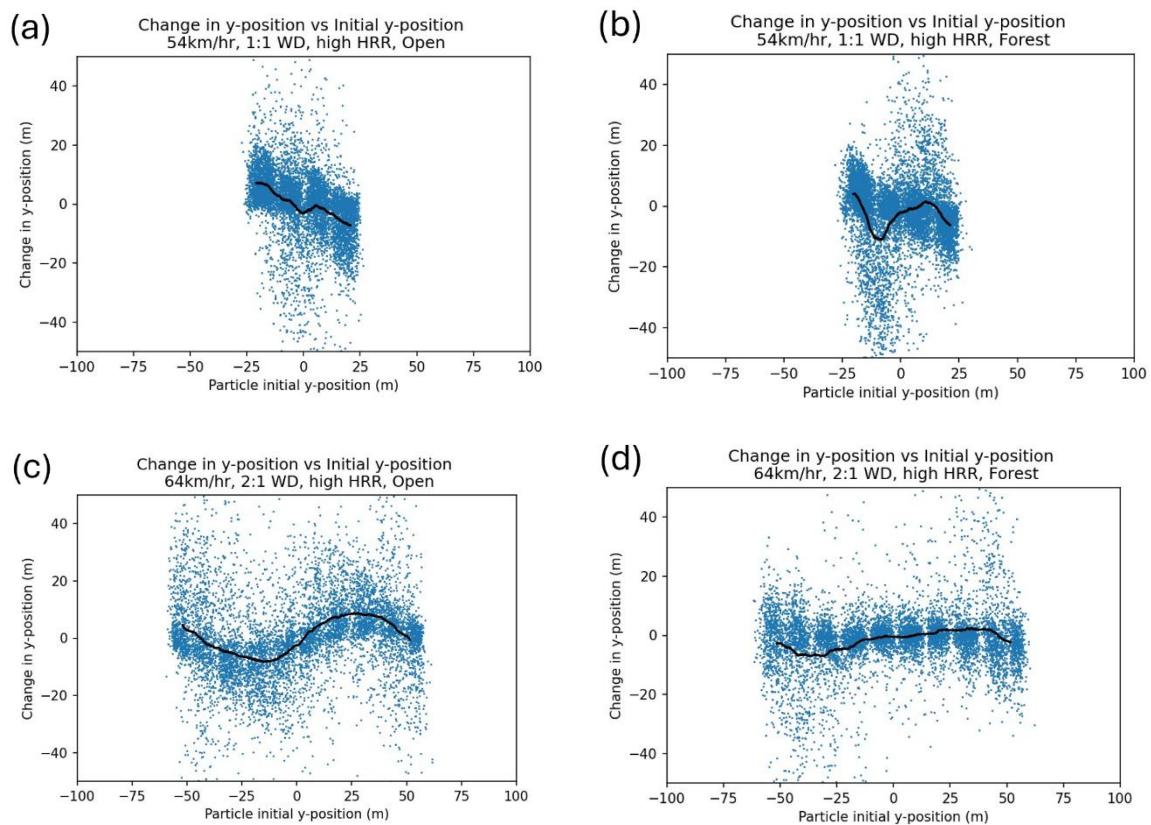 (a)
Change in y-position vs Initial y-position
54km/hr, 1:1 WD, high HRR, Open
40
20
0
−20
−40
Change in y-position (m)
−100 −75 −50 −25 0 25 50 75 100
Particle initial y-position (m)
(b)
Change in y-position vs Initial y-position
54km/hr, 1:1 WD, high HRR, Forest
40
20
0
−20
−40
Change in y-position (m)
−100 −75 −50 −25 0 25 50 75 100
Particle initial y-position (m)
(c)
Change in y-position vs Initial y-position
64km/hr, 2:1 WD, high HRR, Open
40
20
0
−20
−40
Change in y-position (m)
−100 −75 −50 −25 0 25 50 75 100
Particle initial y-position (m)
(d)
Change in y-position vs Initial y-position
64km/hr, 2:1 WD, high HRR, Forest
40
20
0
−20
−40
Change in y-position (m)
−100 −75 −50 −25 0 25 50 75 100
Particle initial y-position (m)